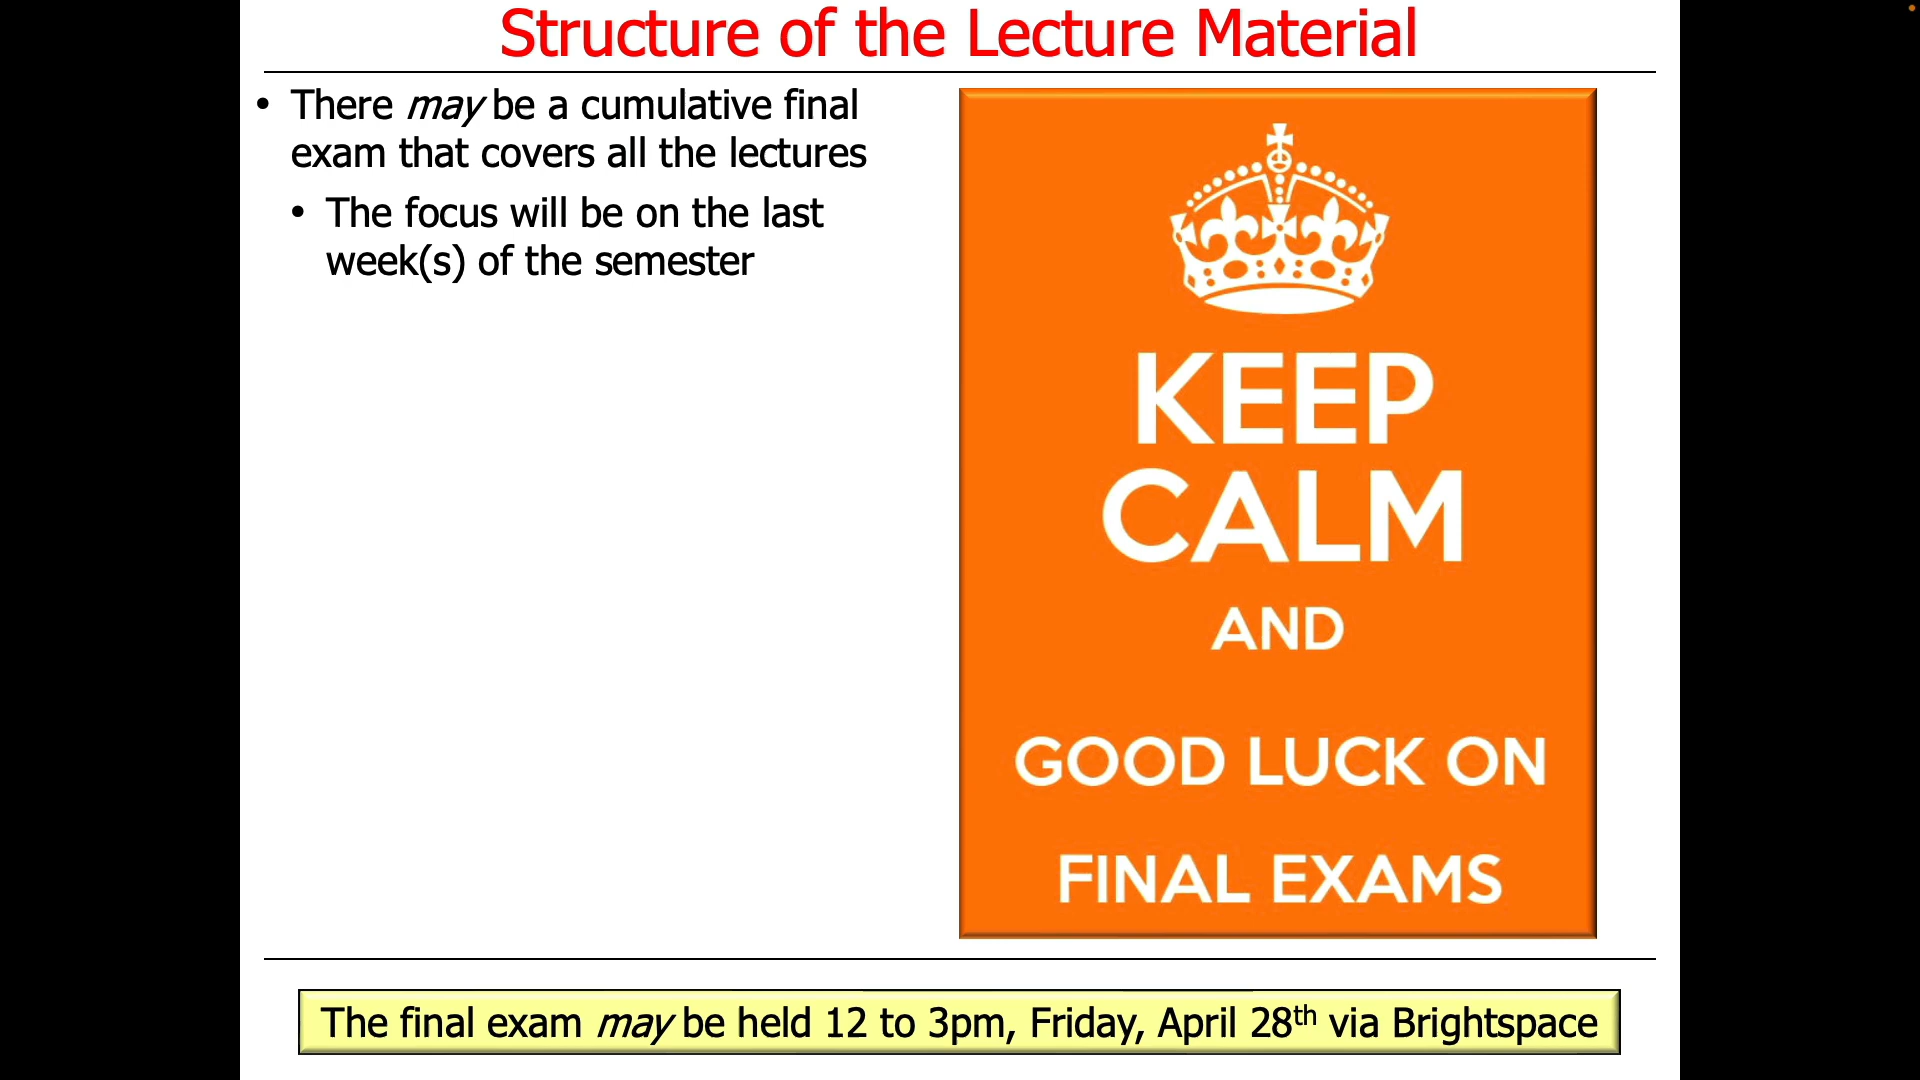 Structure of the Lecture Material
• There may be a cumulative final
exam that covers all the lectures
• The focus will be on the last
week(s) of the semester
KEEP
CALM
AND
GOOD LUCK ON
FINAL EXAMS
The final exam may be held 12 to 3pm, Friday, April 28th via Brightspace